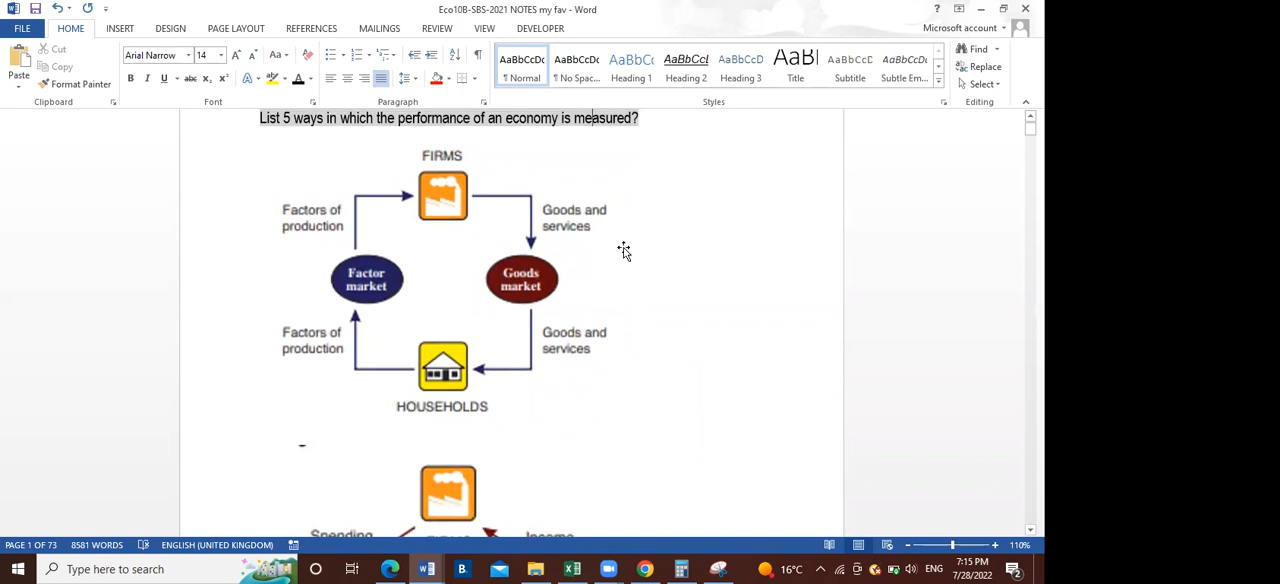 Eco10B-SBS-2021 NOTES my fav - Word
FILE HOME INSERT DESIGN PAGE LAYOUT REFERENCES MAILINGS REVIEW VIEW DEVELOPER Microsoft account
Paste
Cut
Copy
Format Painter
Clipboard
Arial Narrow 14
Font
Paragraph
AaBbCcDc AaBbCcDc AaBbCc AaBbCcI AaBbCcD AaBI AaBbCcD AaBbCcDc
¶ Normal ¶ No Spac... Heading 1 Heading 2 Heading 3 Title Subtitle Subtle Em...
Styles
Find
Replace
Select
Editing
List 5 ways in which the performance of an economy is measured?
FIRMS
Factors of
production
Goods and
services
Factor
market
Goods
market
Factors of
production
Goods and
services
HOUSEHOLDS
Spending
Income
PAGE 1 OF 73 8581 WORDS ENGLISH (UNITED KINGDOM) 110%
Type here to search
16°C ENG
7:15 PM
7/28/2022